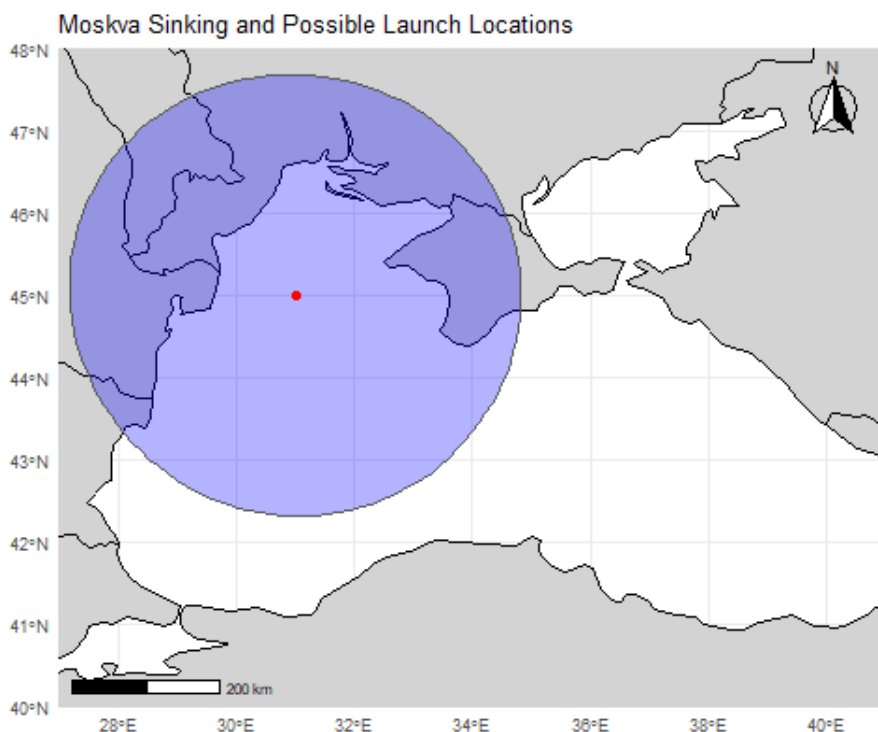 Moskva Sinking and Possible Launch Locations
48°N
N
47°N
46°N
45°N
44°N
43°N
42°N
41°N
200 km
40°N
28°E 30°E 32°E 34°E 36°E 38°E 40°E